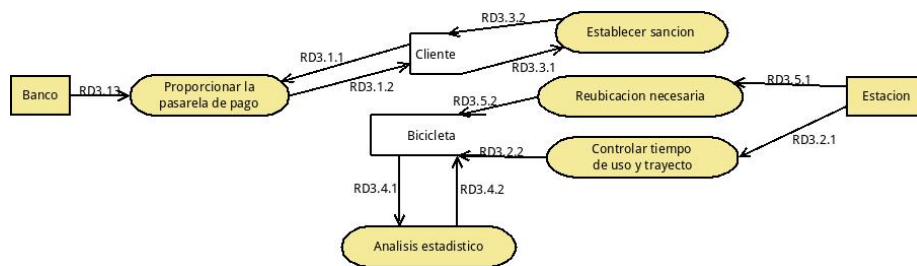 RD3.3.2
Establecer sancion
RD3.1.1
Cliente
RD3.3.1
Banco
RD3.13
Proporcionar la
pasarela de pago
RD3.1.2
RD3.5.2
Reubicacion necesaria
RD3.5.1
Estacion
Bicicleta
RD3.2.2
Controlar tiempo
de uso y trayecto
RD3.2.1
RD3.4.1
RD3.4.2
Analisis estadistico